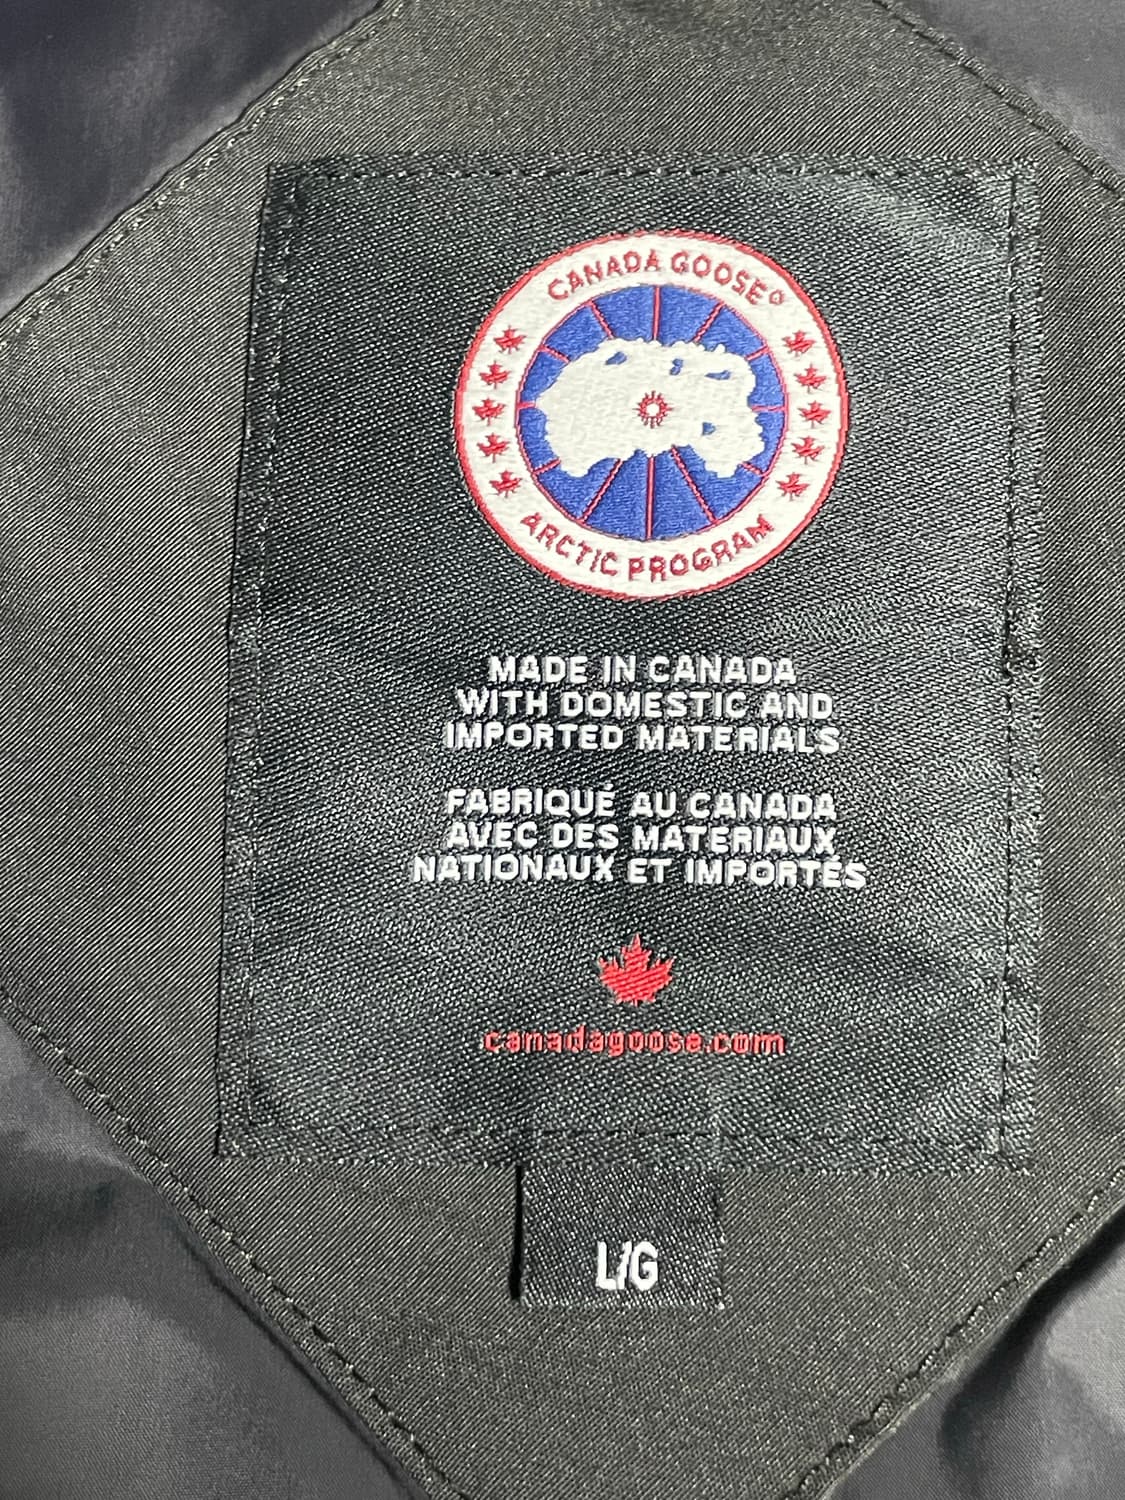 CANADA GOOSE®
ARCTIC PROGRAM
MADE IN CANADA
WITH DOMESTIC AND
IMPORTED MATERIALS
FABRIQUÉ AU CANADA
AVEC DES MATERIAUX
NATIONAUX ET IMPORTÉS
canadagoose.com
L/G